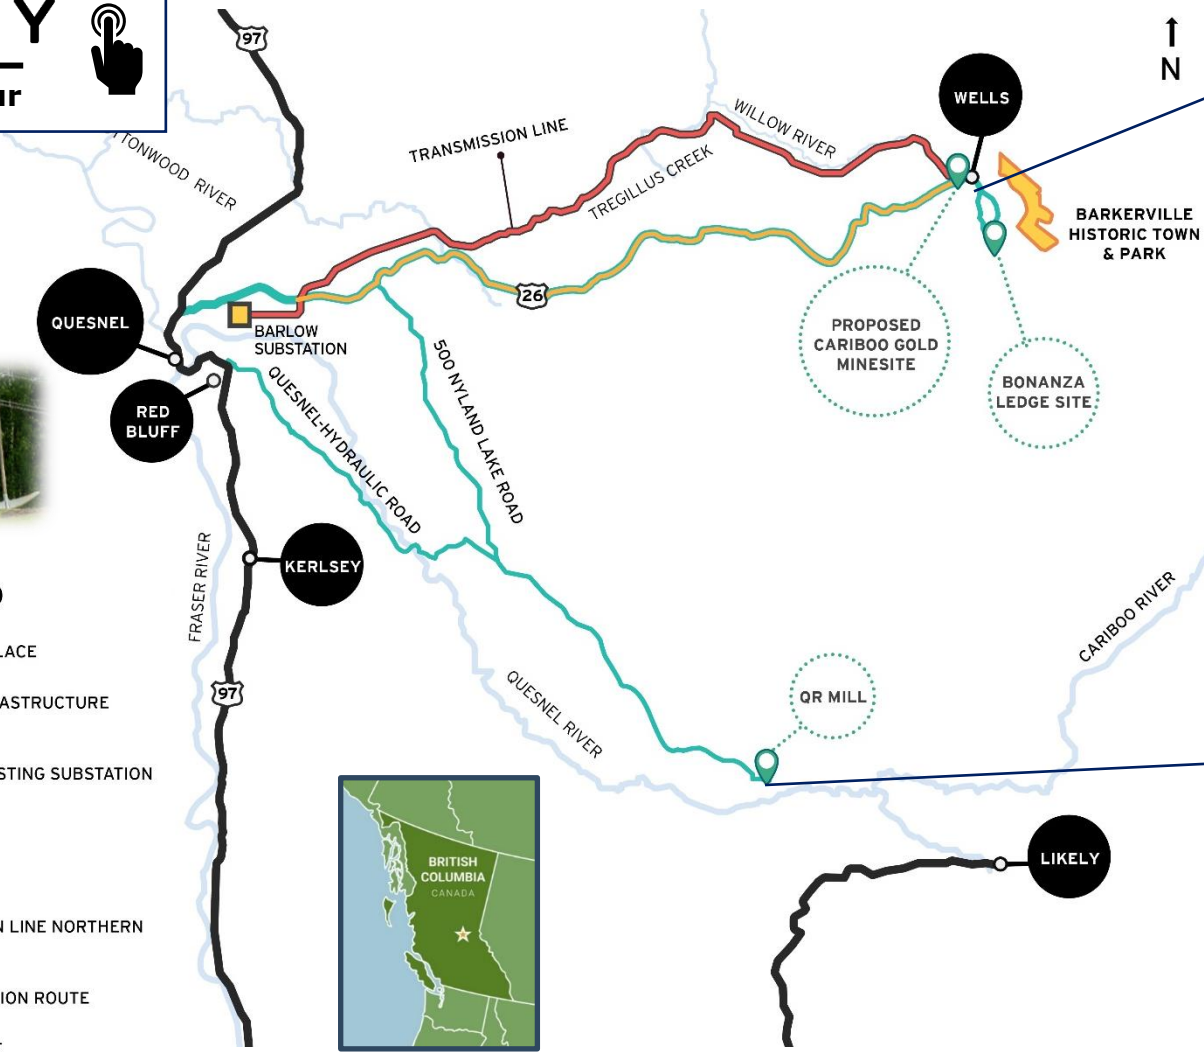 Y
97
N
WELLS
WILLOW RIVER
TRANSMISSION LINE
TREGILLUS CREEK
TTONWOOD RIVER
BARKERVILLE
HISTORIC TOWN
& PARK
26
QUESNEL
BARLOW
SUBSTATION
PROPOSED
CARIBOO GOLD
MINESITE
BONANZA
LEDGE SITE
RED
BLUFF
QUESNEL-HYDRAULIC ROAD
500 NYLAND LAKE ROAD
FRASER RIVER
KERLSEY
CARIBOO RIVER
LACE
97
ASTRUCTURE
QUESNEL RIVER
QR MILL
STING SUBSTATION
BRITISH
COLUMBIA
CANADA
LIKELY
N LINE NORTHERN
ION ROUTE